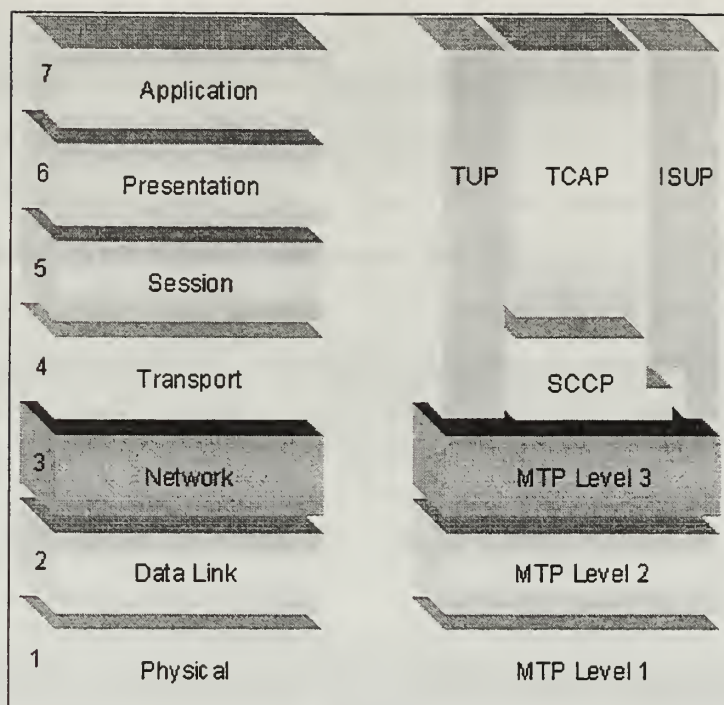 7 Application
6 Presentation TUP TCAP ISUP
5 Session
4 Transport SCCP
3 Network MTP Level 3
2 Data Link MTP Level 2
1 Physical MTP Level 1